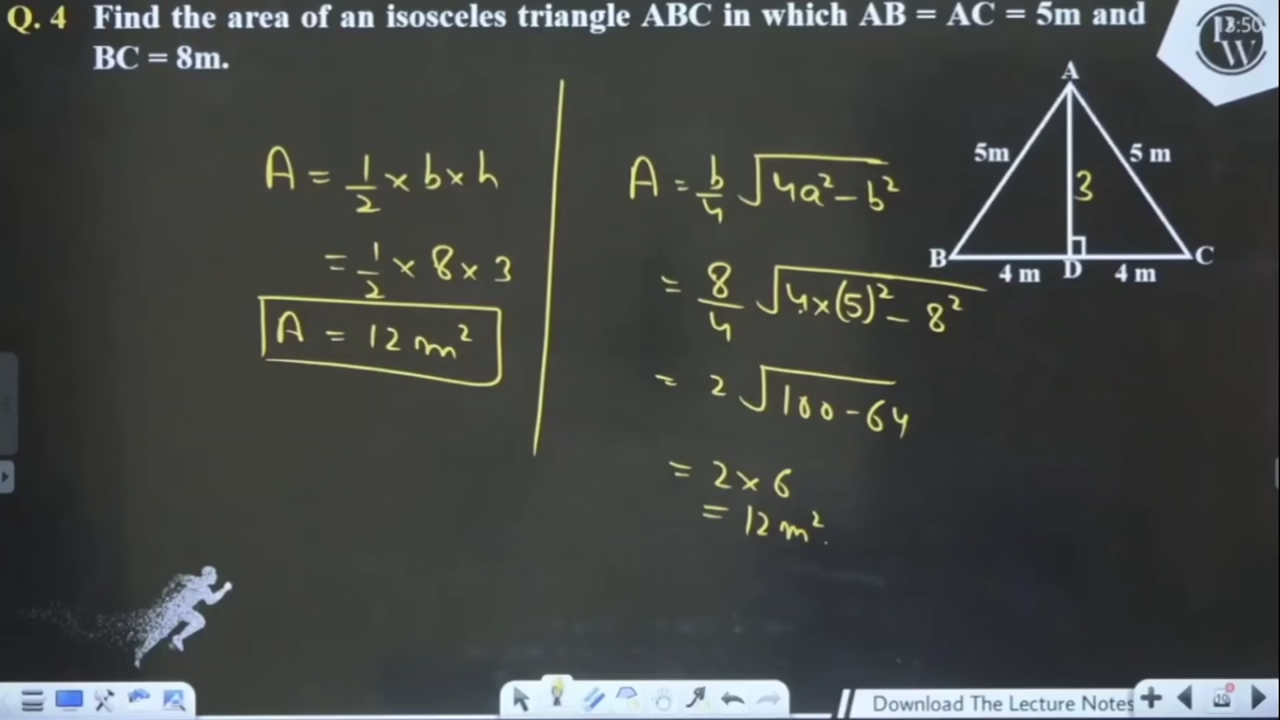 Q. 4 Find the area of an isosceles triangle ABC in which AB = AC = 5m and
BC = 8m.
A = 1/2 × b × h
= 1/2 × 8 × 3
A = 12 m²
A = b/4 √(4a² - b²)
= 8/4 √(4×(5)² - 8²)
= 2 √(100 - 64)
= 2 × 6
= 12 m²
A
5m
5 m
3
B
4 m
D
4 m
C
W
Download The Lecture Notes
19